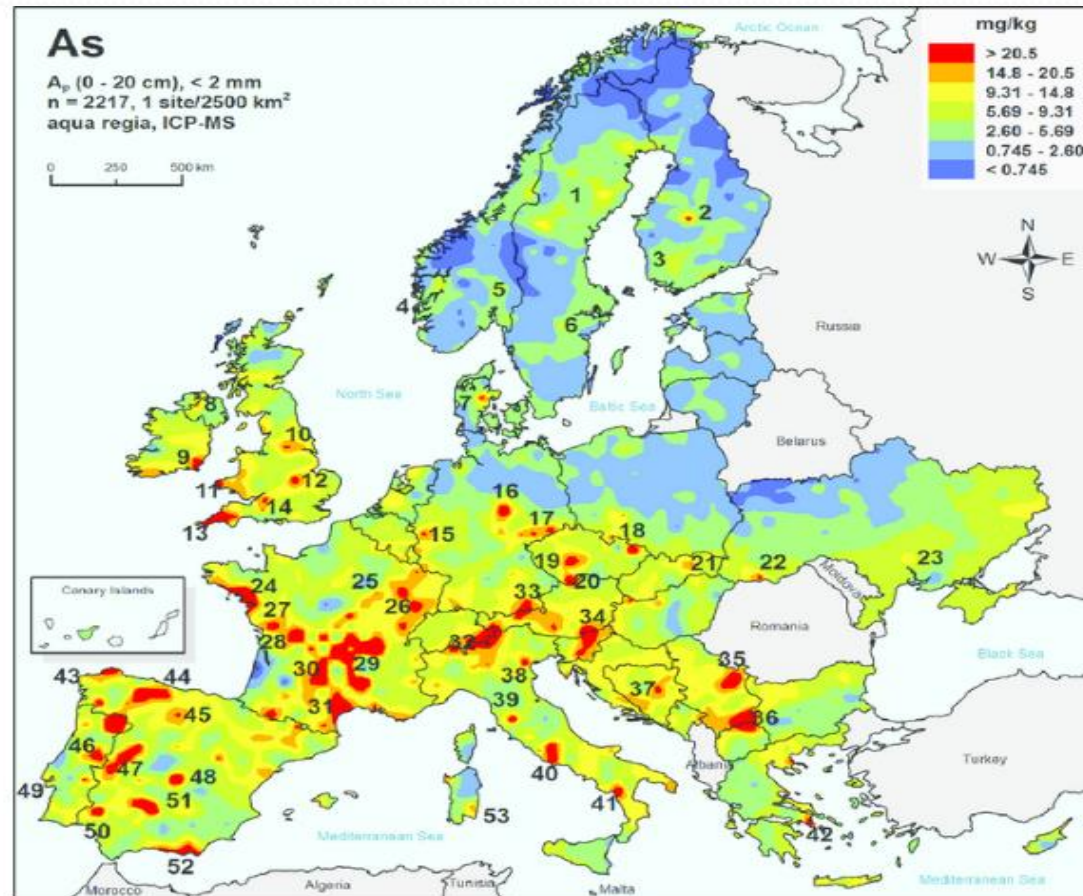 As
Aₚ (0 - 20 cm), < 2 mm
n = 2217, 1 site/2500 km²
aqua regia, ICP-MS
0 250 500 km
mg/kg
> 20.5
14.8 - 20.5
9.31 - 14.8
5.69 - 9.31
2.60 - 5.69
0.745 - 2.60
< 0.745
Arctic Ocean
N
W E
S
1
2
3
4
5
6
Russia
North Sea
7
Baltic Sea
8
Belarus
9
10
11
12
13
14
15
16
17
18
19
20
21
22
23
Moldova
24
25
26
27
28
Canary Islands
29
30
31
32
33
34
Romania
Black Sea
35
36
37
38
39
40
41
42
Albania
Turkey
43
44
45
46
47
48
49
50
51
52
53
Mediterranean Sea
Morocco
Algeria
Tunisia
Malta
Mediterranean Sea